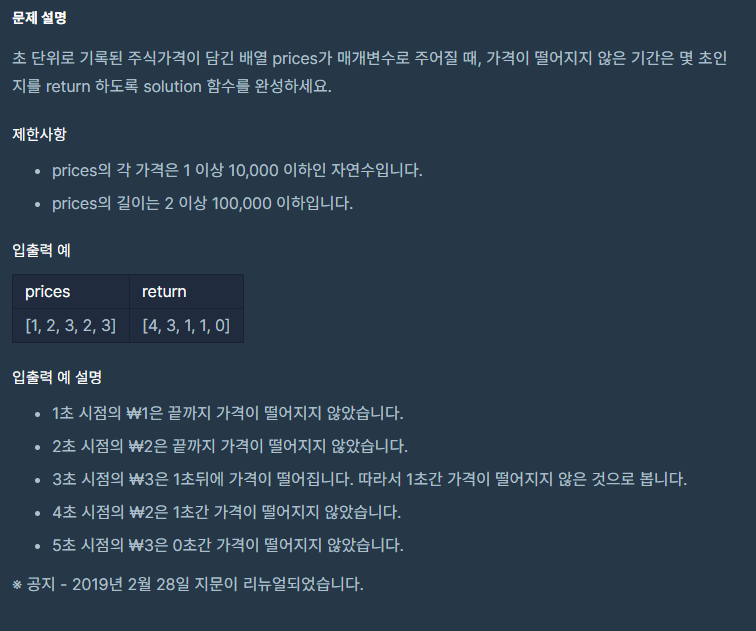 문제 설명
초 단위로 기록된 주식가격이 담긴 배열 prices가 매개변수로 주어질 때, 가격이 떨어지지 않은 기간은 몇 초인
지를 return 하도록 solution 함수를 완성하세요.
제한사항
• prices의 각 가격은 1 이상 10,000 이하인 자연수입니다.
• prices의 길이는 2 이상 100,000 이하입니다.
입출력 예
prices return
[1, 2, 3, 2, 3] [4, 3, 1, 1, 0]
입출력 예 설명
• 1초 시점의 ₩1은 끝까지 가격이 떨어지지 않았습니다.
• 2초 시점의 ₩2은 끝까지 가격이 떨어지지 않았습니다.
• 3초 시점의 ₩3은 1초뒤에 가격이 떨어집니다. 따라서 1초간 가격이 떨어지지 않은 것으로 봅니다.
• 4초 시점의 ₩2은 1초간 가격이 떨어지지 않았습니다.
• 5초 시점의 ₩3은 0초간 가격이 떨어지지 않았습니다.
※ 공지 - 2019년 2월 28일 지문이 리뉴얼되었습니다.